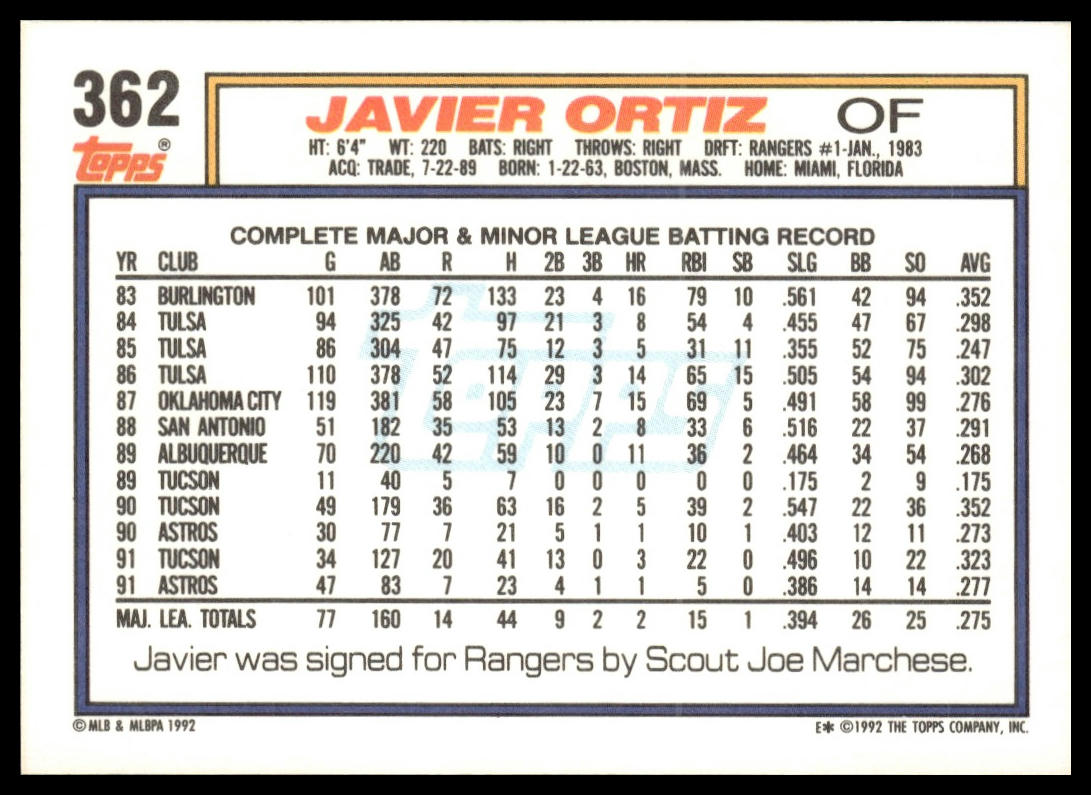 362
JAVIER ORTIZ OF
Topps®
HT: 6'4" WT: 220 BATS: RIGHT THROWS: RIGHT DRFT: RANGERS #1-JAN., 1983
ACQ: TRADE, 7-22-89 BORN: 1-22-63, BOSTON, MASS. HOME: MIAMI, FLORIDA
COMPLETE MAJOR & MINOR LEAGUE BATTING RECORD
YR CLUB G AB R H 2B 3B HR RBI SB SLG BB SO AVG
83 BURLINGTON 101 378 72 133 23 4 16 79 10 .561 42 94 .352
84 TULSA 94 325 42 97 21 3 8 54 4 .455 47 67 .298
85 TULSA 86 304 47 75 12 3 5 31 11 .355 52 75 .247
86 TULSA 110 378 52 114 29 3 14 65 15 .505 54 94 .302
87 OKLAHOMA CITY 119 381 58 105 23 7 15 69 5 .491 58 99 .276
88 SAN ANTONIO 51 182 35 53 13 2 8 33 6 .516 22 37 .291
89 ALBUQUERQUE 70 220 42 59 10 0 11 36 2 .464 34 54 .268
89 TUCSON 11 40 5 7 0 0 0 0 0 .175 2 9 .175
90 TUCSON 49 179 36 63 16 2 5 39 2 .547 22 36 .352
90 ASTROS 30 77 7 21 5 1 1 10 1 .403 12 11 .273
91 TUCSON 34 127 20 41 13 0 3 22 0 .496 10 22 .323
91 ASTROS 47 83 7 23 4 1 1 5 0 .386 14 14 .277
MAJ. LEA. TOTALS 77 160 14 44 9 2 2 15 1 .394 26 25 .275
Topps
Javier was signed for Rangers by Scout Joe Marchese.
© MLB & MLBPA 1992
E✱ ©1992 THE TOPPS COMPANY, INC.